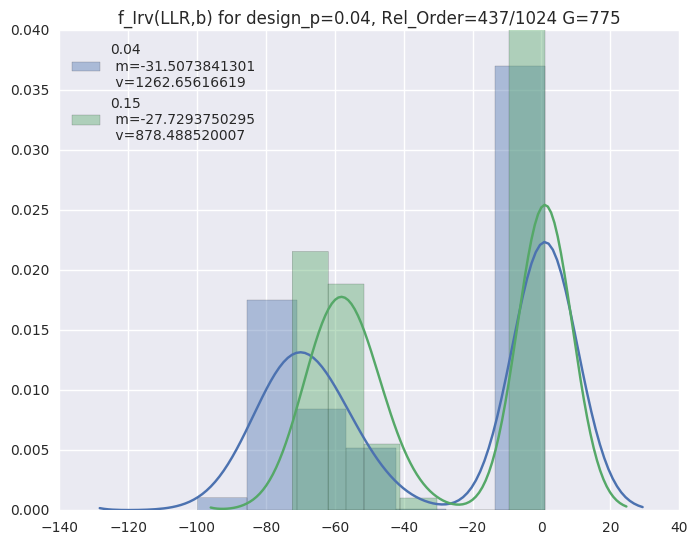 f_Irv(LLR,b) for design_p=0.04, Rel_Order=437/1024 G=775
0.04
m=-31.5073841301
v=1262.65616619
0.15
m=-27.7293750295
v=878.488520007
0.040
0.035
0.030
0.025
0.020
0.015
0.010
0.005
0.000
−140 −120 −100 −80 −60 −40 −20 0 20 40